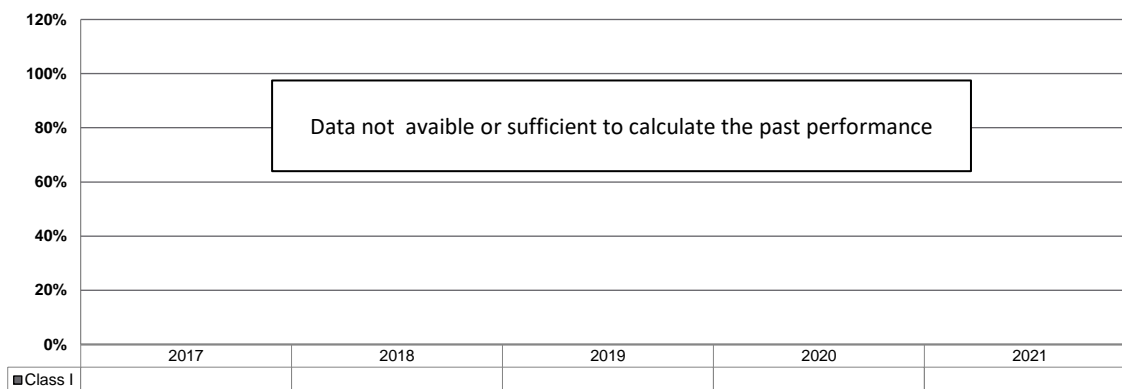 120%
100%
Data not  avaible or sufficient to calculate the past performance
80%
60%
40%
20%
0%
2017 2018 2019 2020 2021
Class I